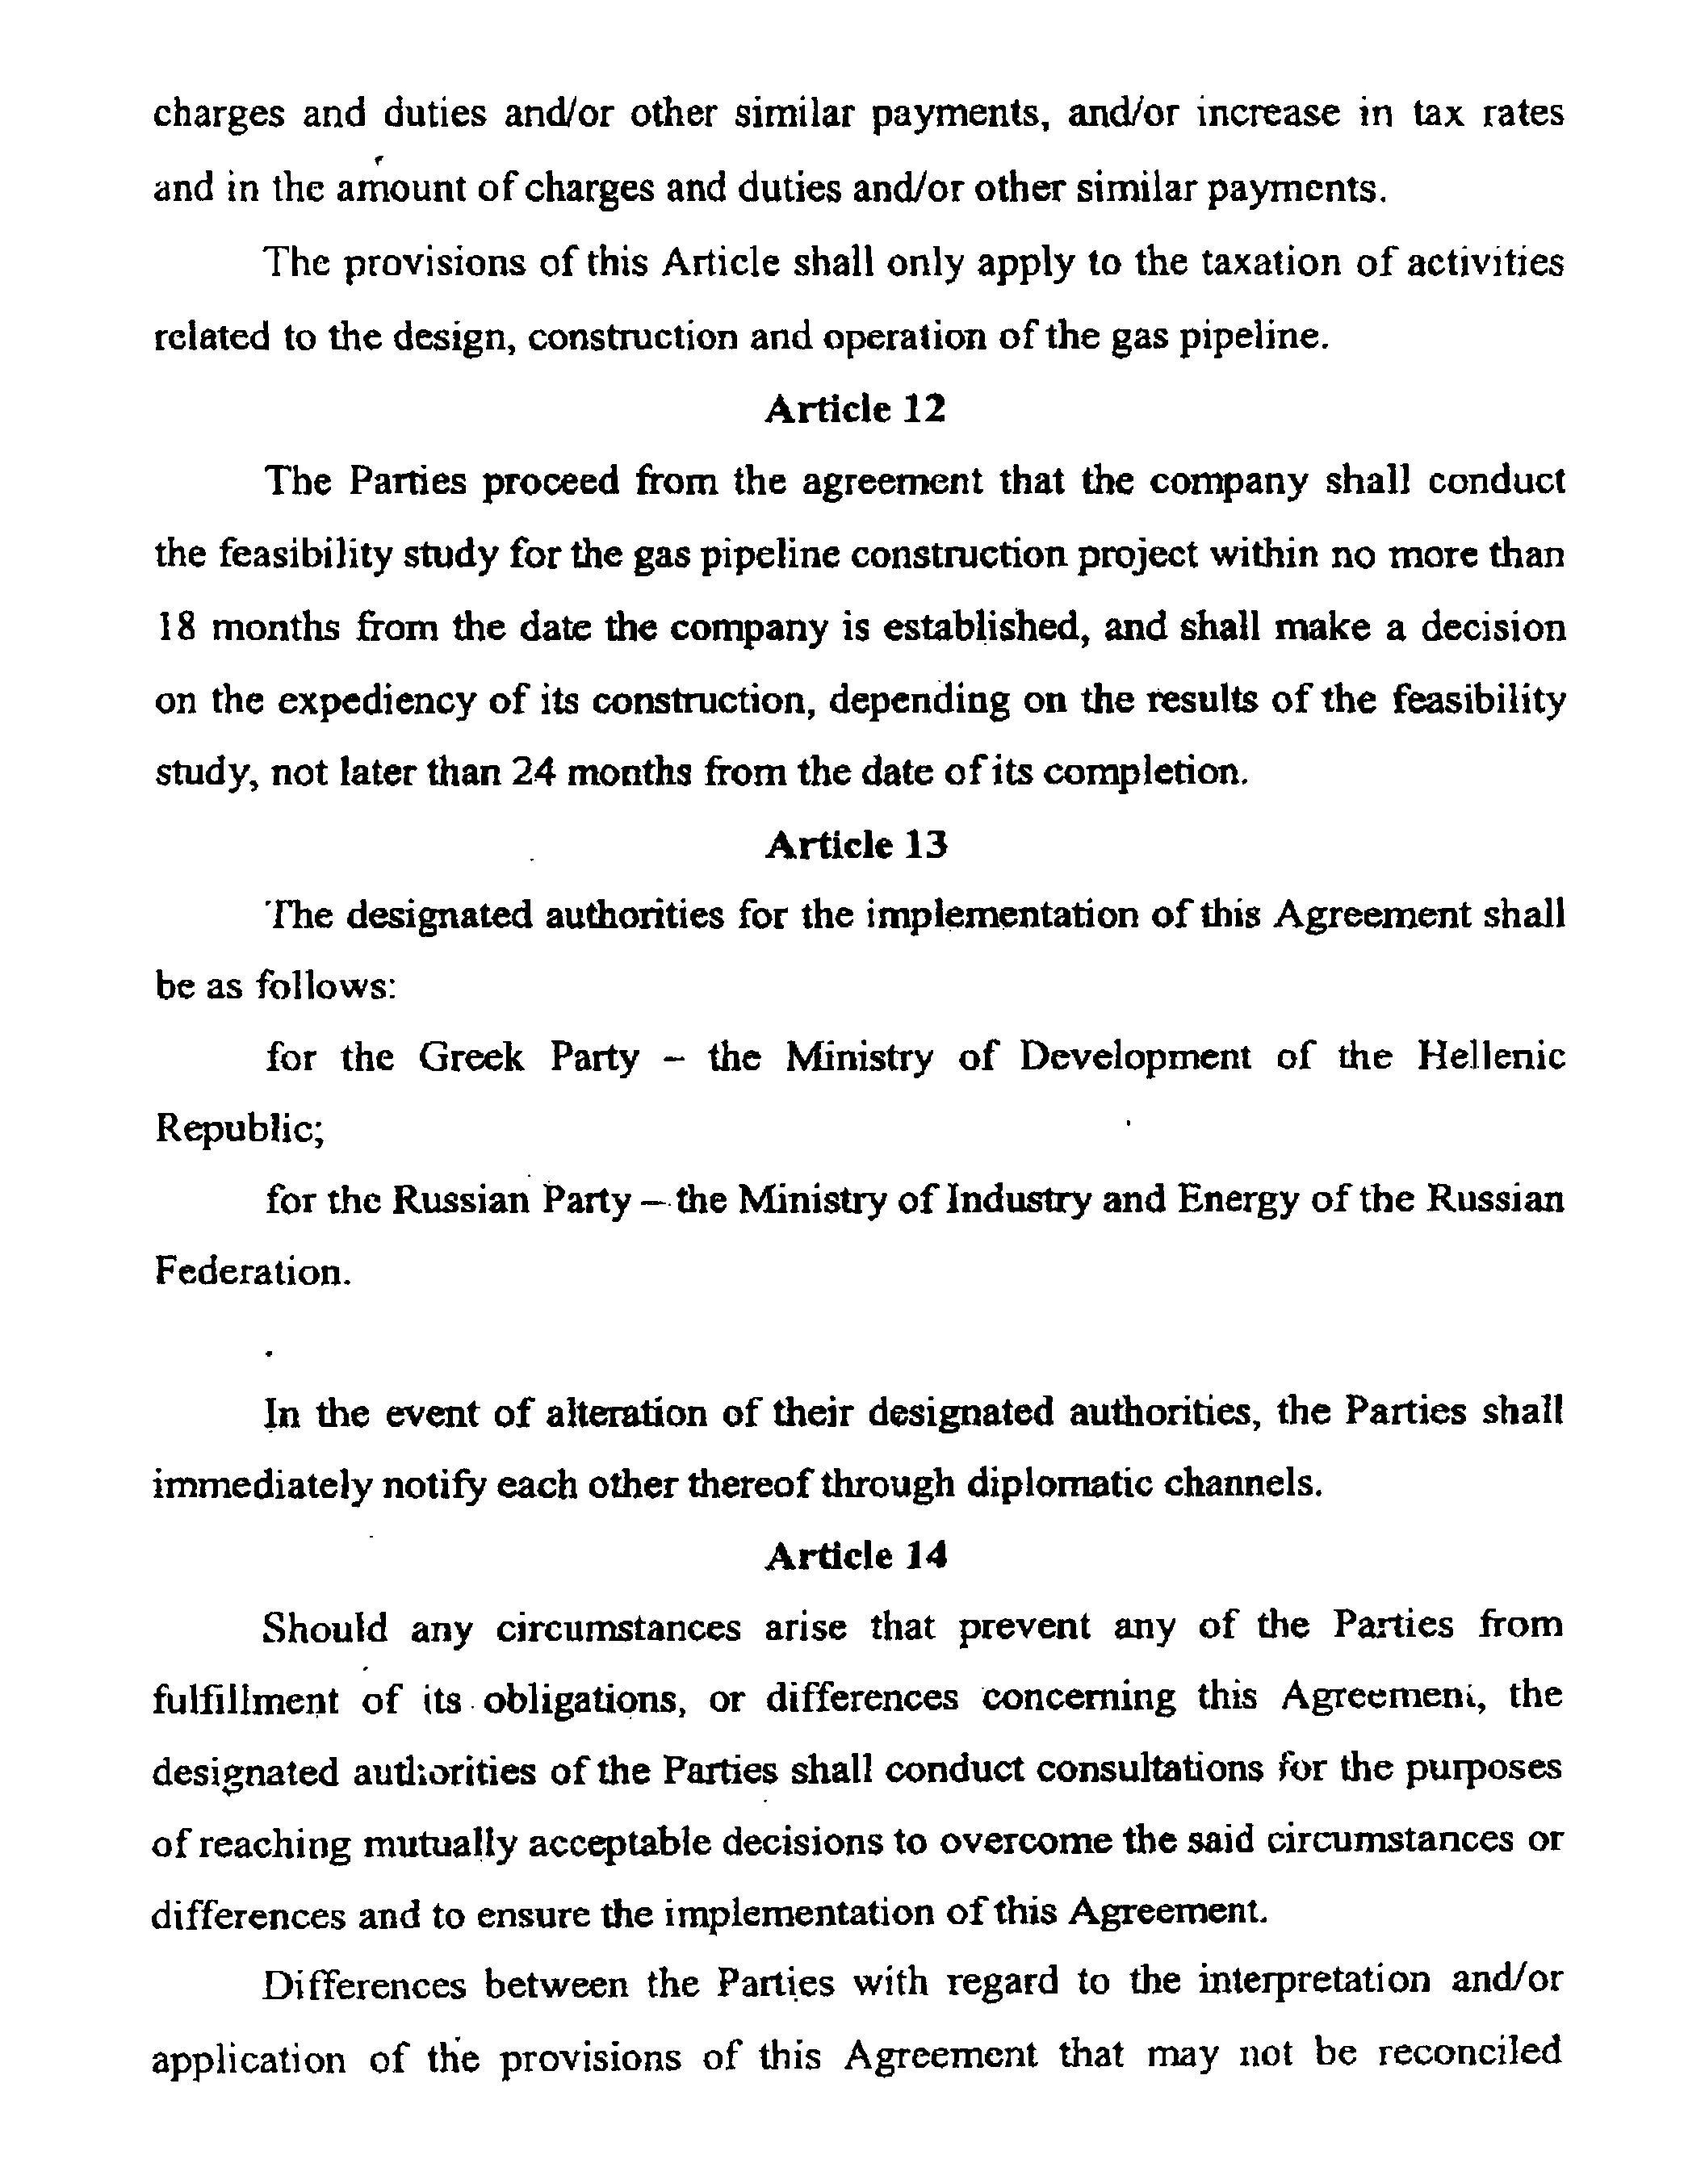 charges and duties and/or other similar payments, and/or increase in tax rates
and in the amount of charges and duties and/or other similar payments.
The provisions of this Article shall only apply to the taxation of activities
related to the design, construction and operation of the gas pipeline.
Article 12
The Parties proceed from the agreement that the company shall conduct
the feasibility study for the gas pipeline construction project within no more than
18 months from the date the company is established, and shall make a decision
on the expediency of its construction, depending on the results of the feasibility
study, not later than 24 months from the date of its completion.
Article 13
The designated authorities for the implementation of this Agreement shall
be as follows:
for the Greek Party – the Ministry of Development of the Hellenic
Republic;
for the Russian Party – the Ministry of Industry and Energy of the Russian
Federation.
In the event of alteration of their designated authorities, the Parties shall
immediately notify each other thereof through diplomatic channels.
Article 14
Should any circumstances arise that prevent any of the Parties from
fulfillment of its obligations, or differences concerning this Agreement, the
designated authorities of the Parties shall conduct consultations for the purposes
of reaching mutually acceptable decisions to overcome the said circumstances or
differences and to ensure the implementation of this Agreement.
Differences between the Parties with regard to the interpretation and/or
application of the provisions of this Agreement that may not be reconciled